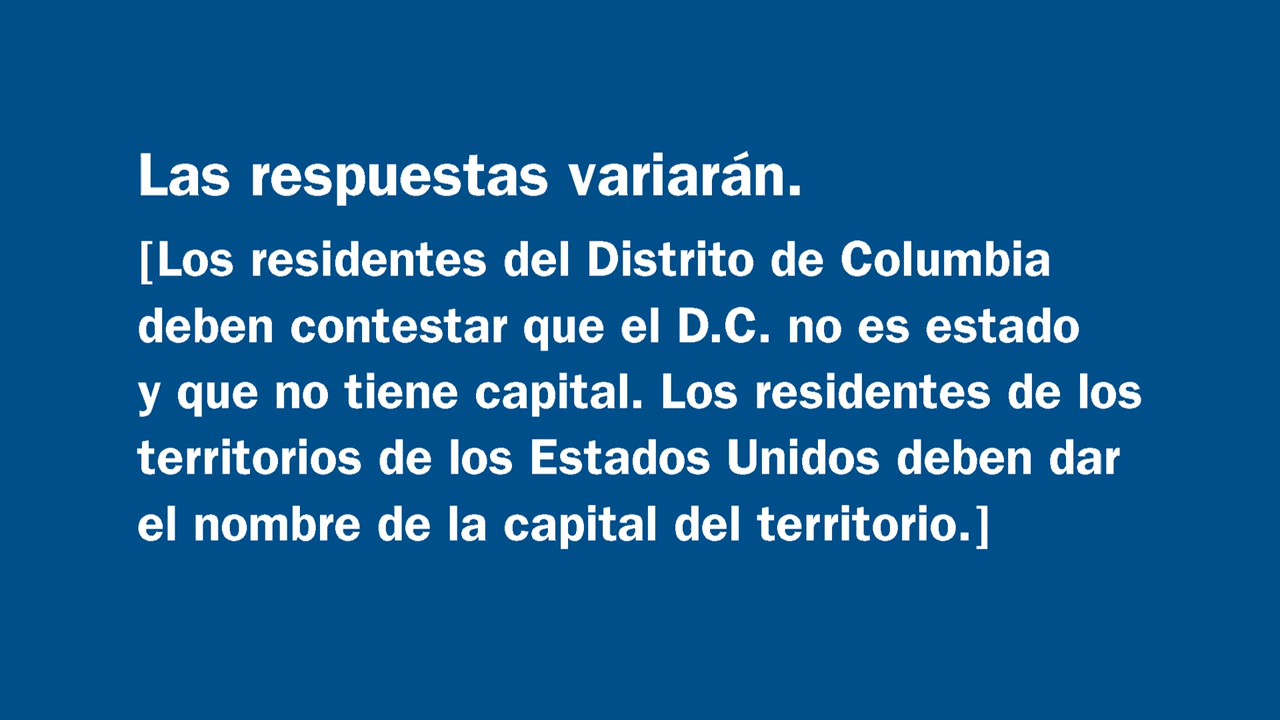 Las respuestas variarán.
[Los residentes del Distrito de Columbia
deben contestar que el D.C. no es estado
y que no tiene capital. Los residentes de los
territorios de los Estados Unidos deben dar
el nombre de la capital del territorio.]